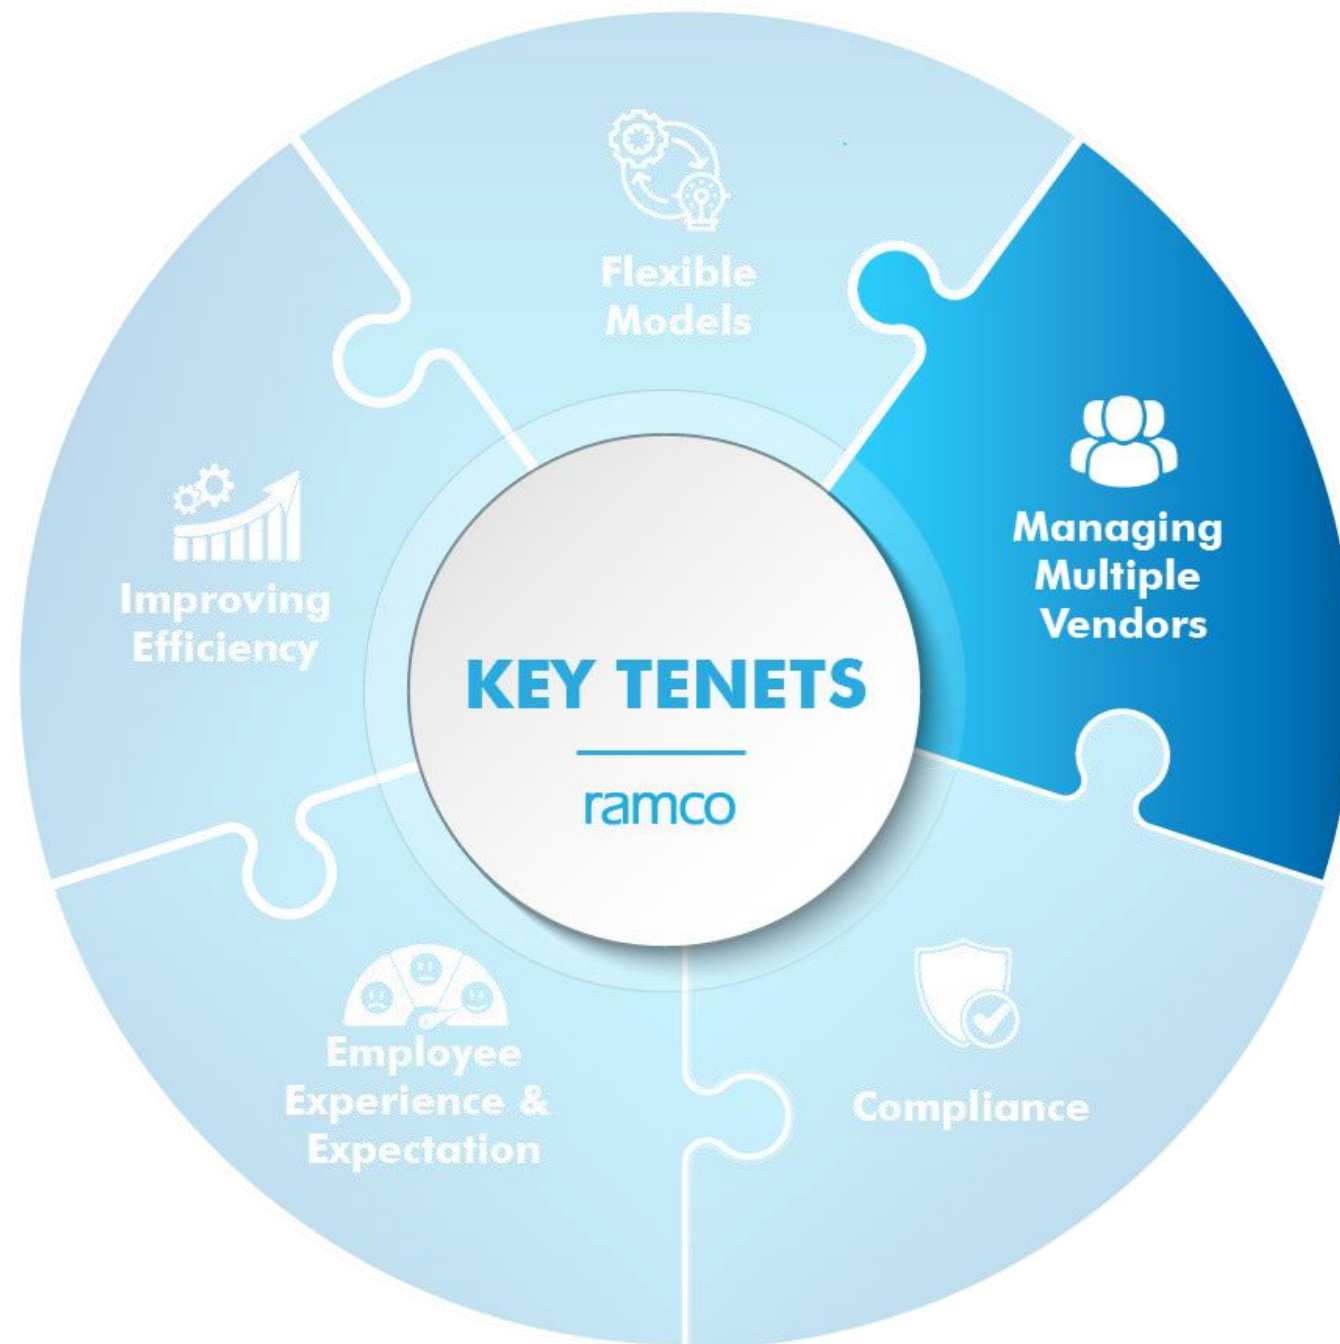 Flexible
Models
Managing
Multiple
Vendors
Improving
Efficiency
KEY TENETS
ramco
Employee
Experience &
Expectation
Compliance